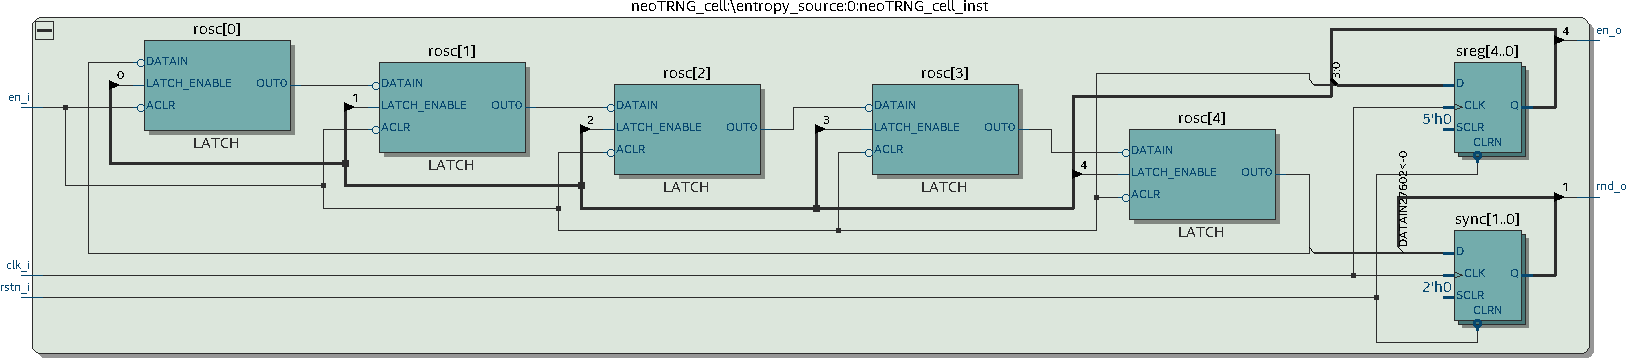 neoTRNG_cell:\entropy_source:0:neoTRNG_cell_inst
rosc[0]
DATAIN
LATCH_ENABLE
ACLR
OUT0
LATCH
0
rosc[1]
DATAIN
LATCH_ENABLE
ACLR
OUT0
LATCH
1
rosc[2]
DATAIN
LATCH_ENABLE
ACLR
OUT0
LATCH
2
rosc[3]
DATAIN
LATCH_ENABLE
ACLR
OUT0
LATCH
3
rosc[4]
DATAIN
LATCH_ENABLE
ACLR
OUT0
LATCH
4
3:0
sreg[4..0]
D
CLK
SCLR
CLRN
Q
5'h0
4
en_o
DATAIN27602<-0
sync[1..0]
D
CLK
SCLR
CLRN
Q
2'h0
1
rnd_o
en_i
clk_i
rstn_i